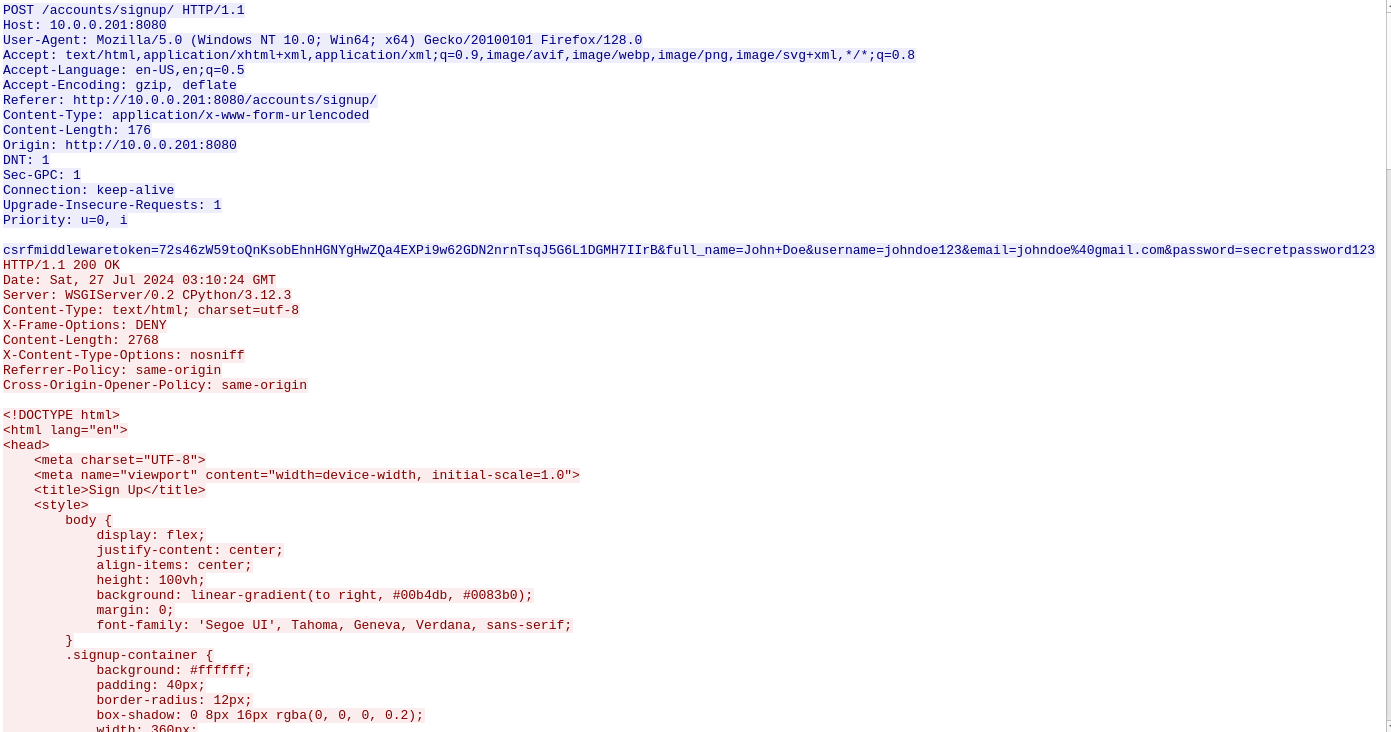 POST /accounts/signup/ HTTP/1.1
Host: 10.0.0.201:8080
User-Agent: Mozilla/5.0 (Windows NT 10.0; Win64; x64) Gecko/20100101 Firefox/128.0
Accept: text/html,application/xhtml+xml,application/xml;q=0.9,image/avif,image/webp,image/png,image/svg+xml,*/*;q=0.8
Accept-Language: en-US,en;q=0.5
Accept-Encoding: gzip, deflate
Referer: http://10.0.0.201:8080/accounts/signup/
Content-Type: application/x-www-form-urlencoded
Content-Length: 176
Origin: http://10.0.0.201:8080
DNT: 1
Sec-GPC: 1
Connection: keep-alive
Upgrade-Insecure-Requests: 1
Priority: u=0, i
csrfmiddlewaretoken=72s46zW59toQnKsobEhnHGNYgHwZQa4EXPi9w62GDN2nrnTsqJ5G6L1DGMH7IIrB&full_name=John+Doe&username=johndoe123&email=johndoe%40gmail.com&password=secretpassword123
HTTP/1.1 200 OK
Date: Sat, 27 Jul 2024 03:10:24 GMT
Server: WSGIServer/0.2 CPython/3.12.3
Content-Type: text/html; charset=utf-8
X-Frame-Options: DENY
Content-Length: 2768
X-Content-Type-Options: nosniff
Referrer-Policy: same-origin
Cross-Origin-Opener-Policy: same-origin
<!DOCTYPE html>
<html lang="en">
<head>
    <meta charset="UTF-8">
    <meta name="viewport" content="width=device-width, initial-scale=1.0">
    <title>Sign Up</title>
    <style>
        body {
            display: flex;
            justify-content: center;
            align-items: center;
            height: 100vh;
            background: linear-gradient(to right, #00b4db, #0083b0);
            margin: 0;
            font-family: 'Segoe UI', Tahoma, Geneva, Verdana, sans-serif;
        }
        .signup-container {
            background: #ffffff;
            padding: 40px;
            border-radius: 12px;
            box-shadow: 0 8px 16px rgba(0, 0, 0, 0.2);
            width: 360px;